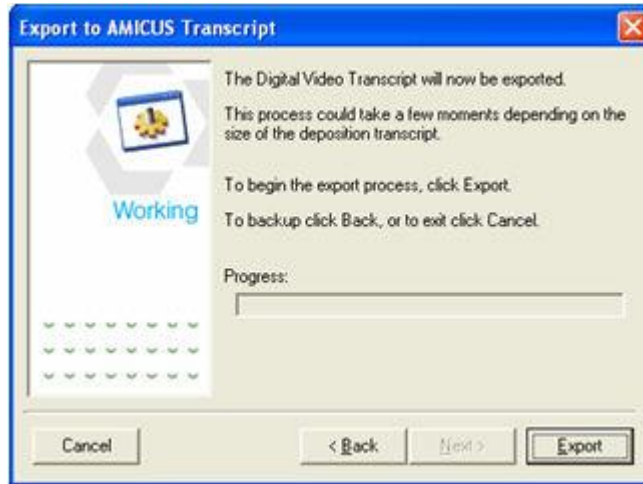 Export to AMICUS Transcript
The Digital Video Transcript will now be exported.
This process could take a few moments depending on the
size of the deposition transcript.
To begin the export process, click Export.
Working
To backup click Back, or to exit click Cancel.
Progress:
Cancel
< Back
Next >
Export